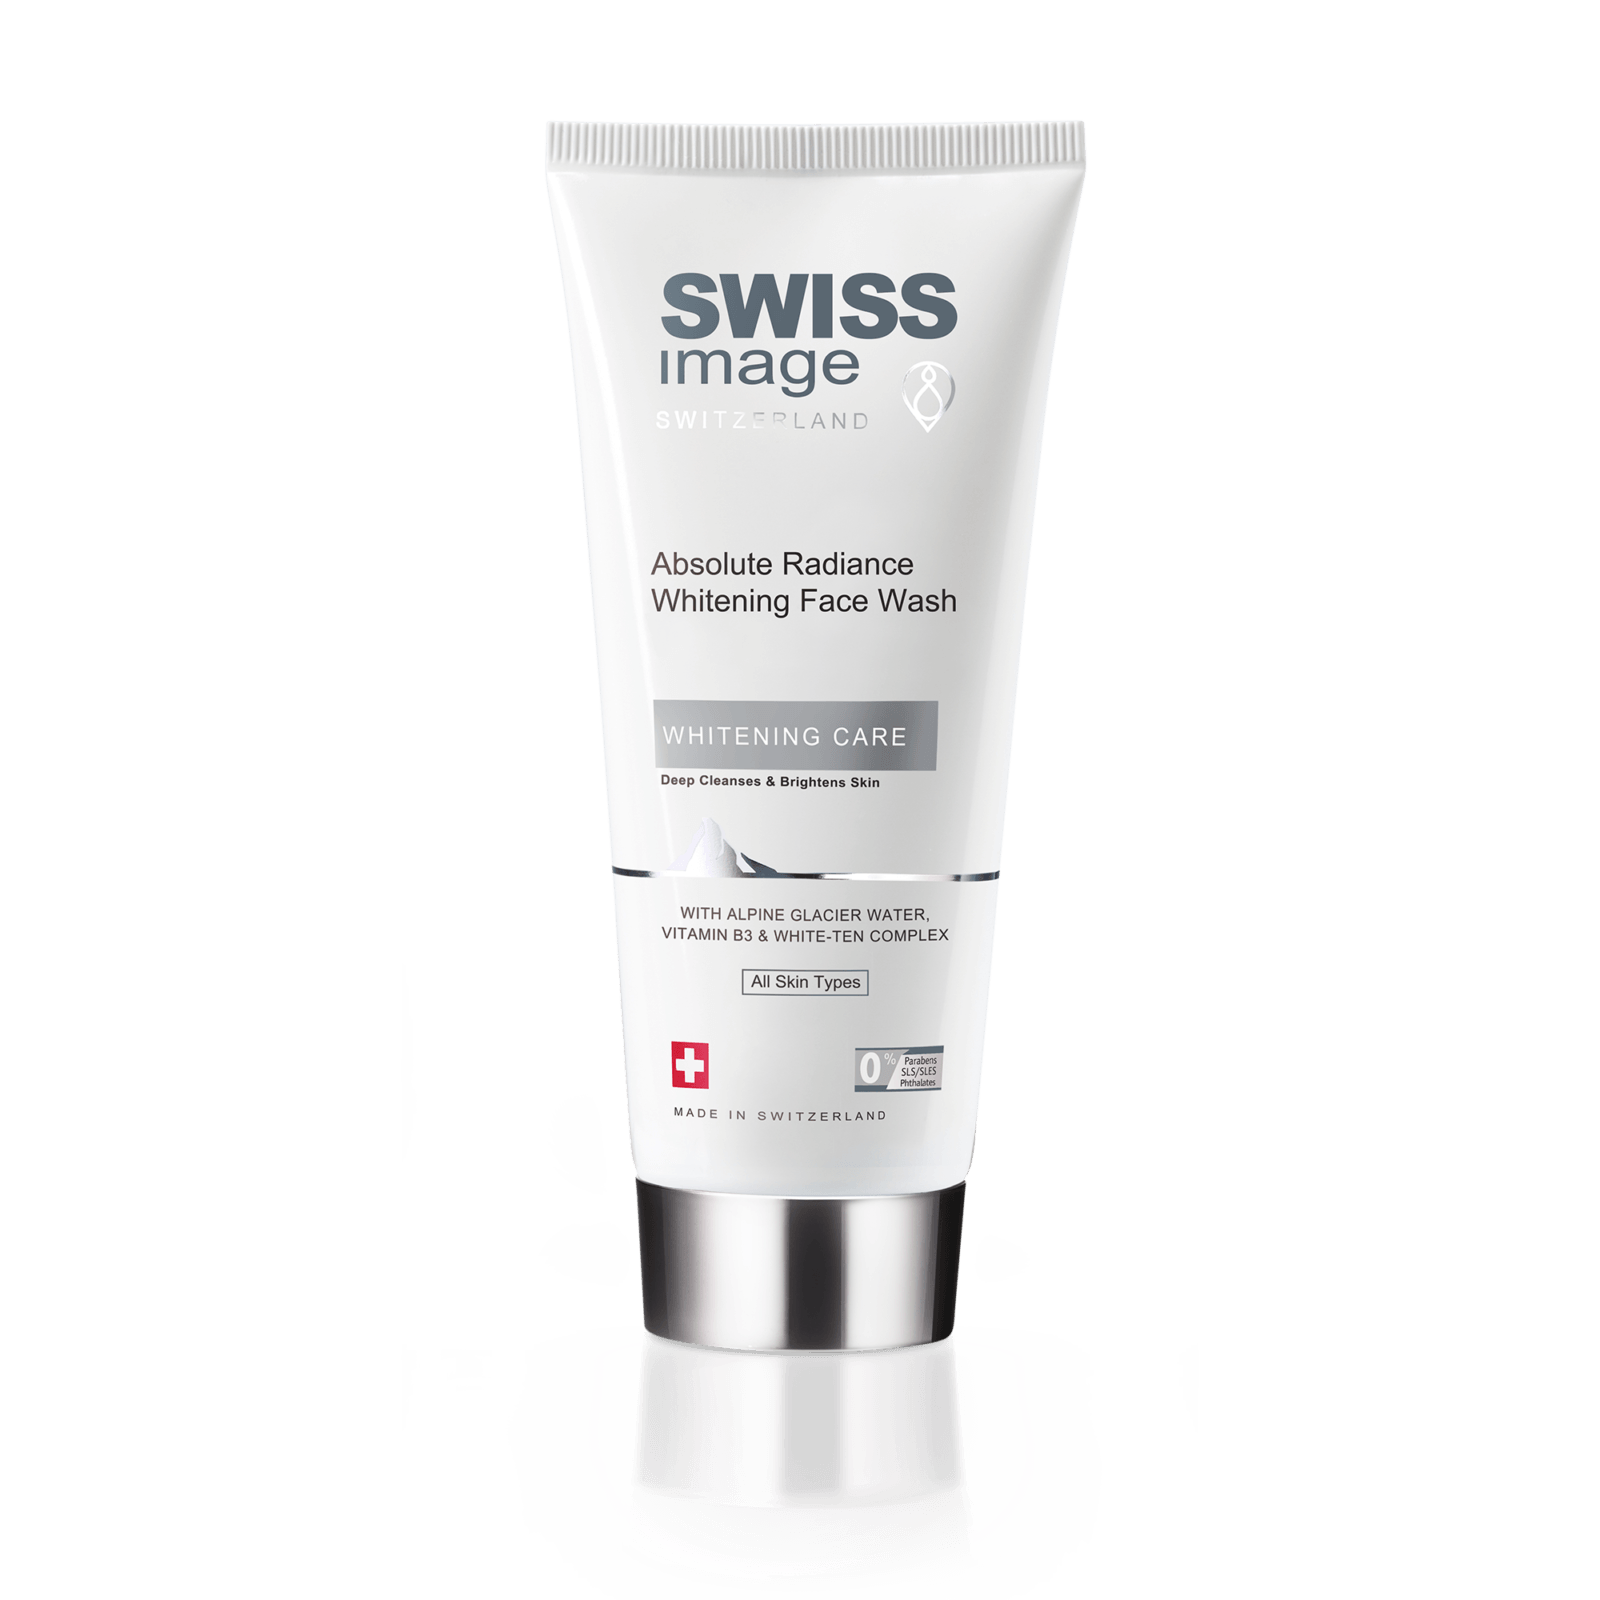 SWISS
image
SWITZERLAND
Absolute Radiance
Whitening Face Wash
WHITENING CARE
Deep Cleanses & Brightens Skin
WITH ALPINE GLACIER WATER,
VITAMIN B3 & WHITE-TEN COMPLEX
All Skin Types
0% Parabens
SLS/SLES
Phthalates
MADE IN SWITZERLAND